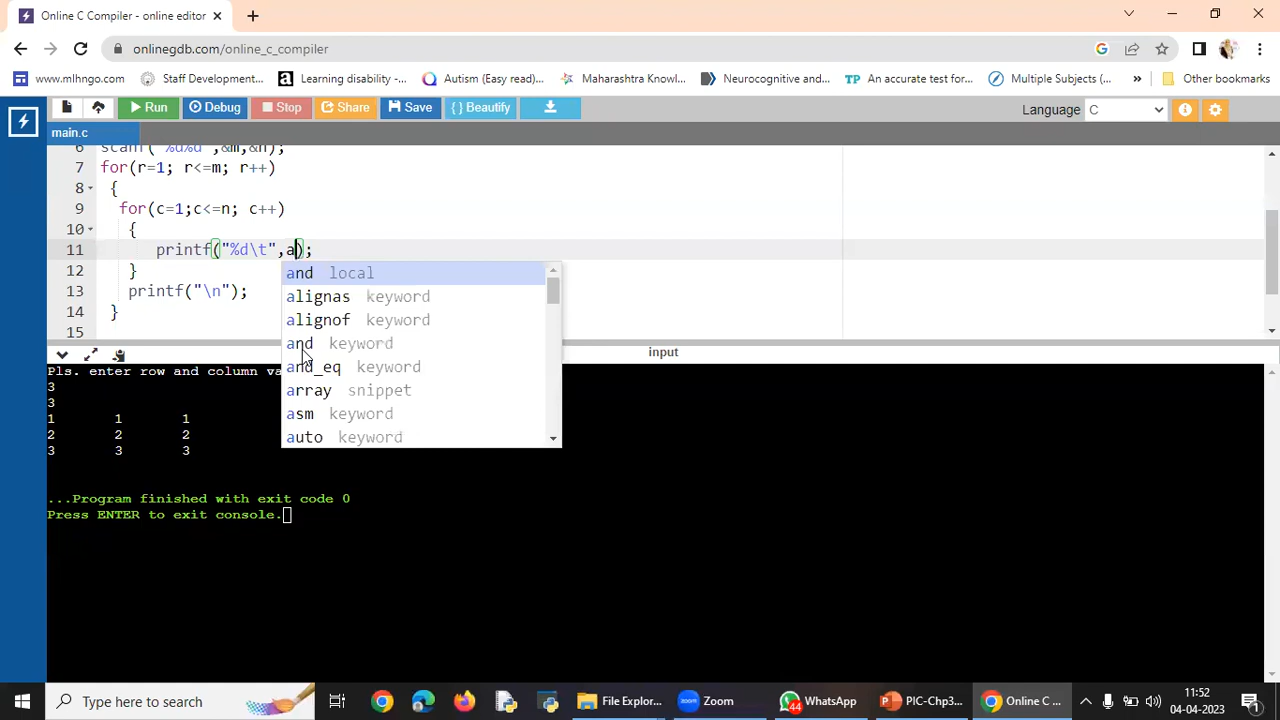 Online C Compiler - online editor
onlinegdb.com/online_c_compiler
www.mlhngo.com Staff Development... Learning disability -... Autism (Easy read)... Maharashtra Knowl... Neurocognitive and... TP An accurate test for... Multiple Subjects (... » Other bookmarks
Run Debug Stop Share Save { } Beautify Language C
main.c
6 scanf("%d%d",&m,&n);
7 for(r=1; r<=m; r++)
8 {
9 for(c=1;c<=n; c++)
10 {
11 printf("%d\t",a);
12 } and local
13 printf("\n"); alignas keyword
14 } alignof keyword
15 and keyword
input
and_eq keyword
Pls. enter row and column va
3 array snippet
3
1 1 1 asm keyword
2 2 2 auto keyword
3 3 3
...Program finished with exit code 0
Press ENTER to exit console.
Type here to search File Explor... Zoom 44 WhatsApp PIC-Chp3... Online C ... 11:52
04-04-2023 1